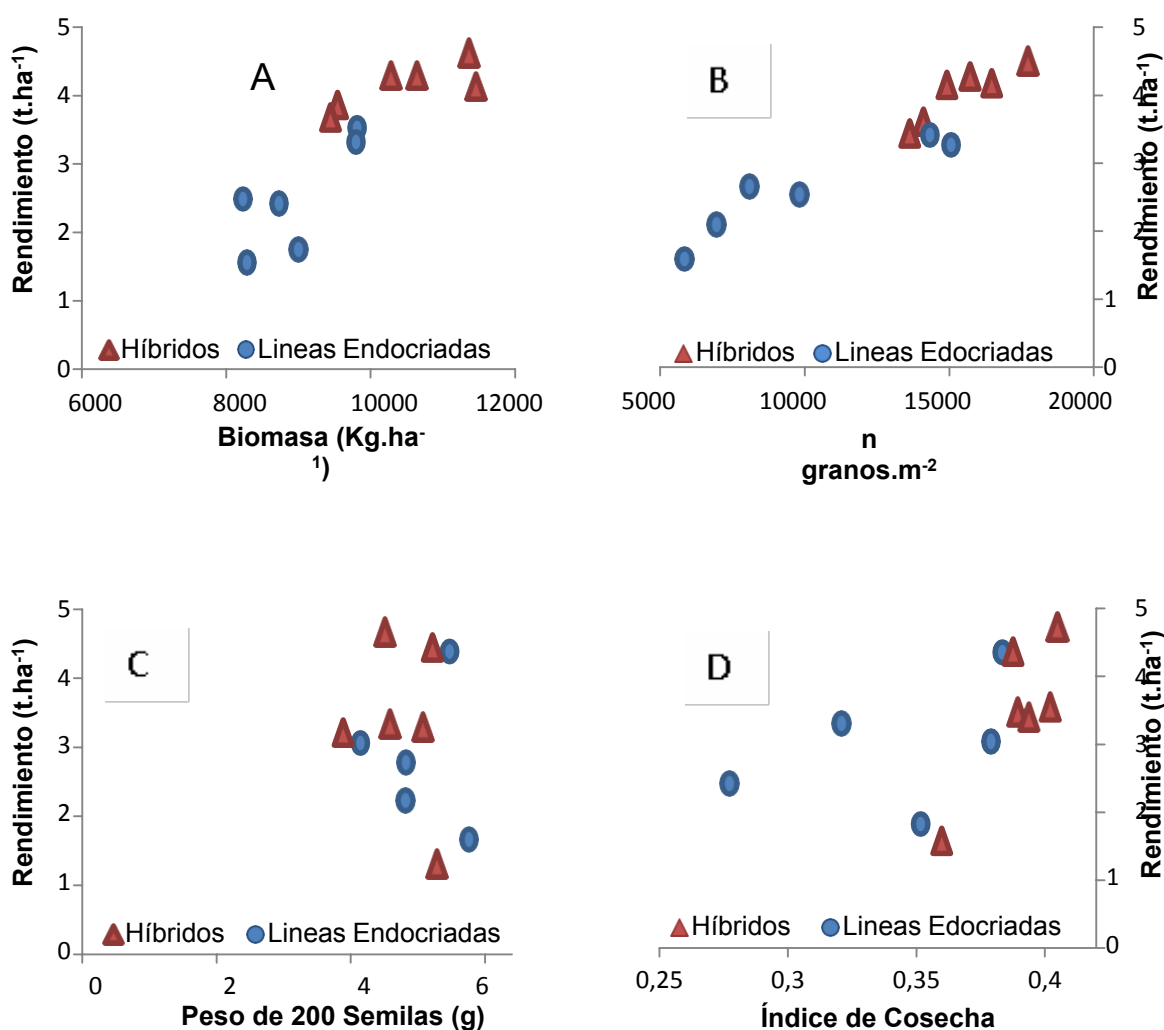 A
Rendimiento (t.ha-1)
5
4
3
2
1
0
Híbridos Lineas Endocriadas
6000 8000 10000 12000
Biomasa (Kg.ha-
1)
B
5
4
3
2
1
0
Rendimiento (t.ha-1)
Híbridos Lineas Edocriadas
5000 10000 15000 20000
n
granos.m-2
C
Rendimiento (t.ha-1)
5
4
3
2
1
0
Híbridos Lineas Endocriadas
0 2 4 6
Peso de 200 Semilas (g)
D
5
4
3
2
1
0
Rendimiento (t.ha-1)
Híbridos Lineas Edocriadas
0,25 0,3 0,35 0,4
Índice de Cosecha